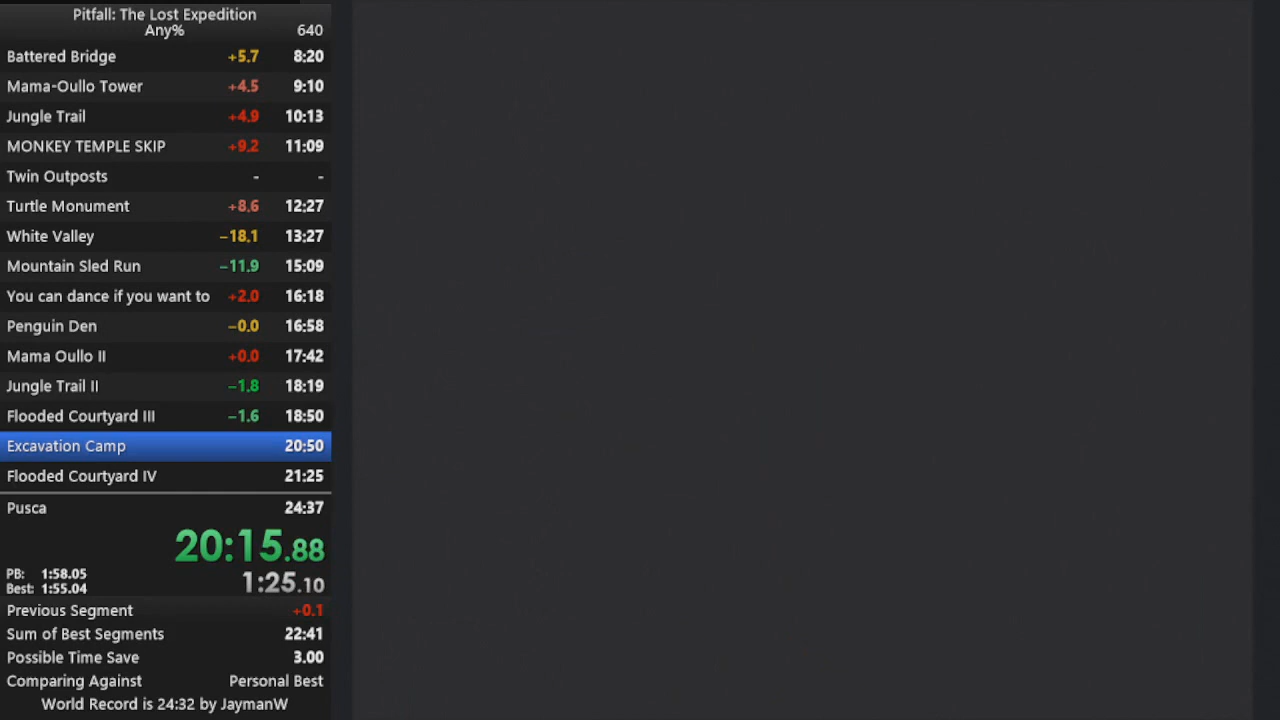 Pitfall: The Lost Expedition
Any% 640
Battered Bridge +5.7 8:20
Mama-Oullo Tower +4.5 9:10
Jungle Trail +4.9 10:13
MONKEY TEMPLE SKIP +9.2 11:09
Twin Outposts - -
Turtle Monument +8.6 12:27
White Valley −18.1 13:27
Mountain Sled Run −11.9 15:09
You can dance if you want to +2.0 16:18
Penguin Den −0.0 16:58
Mama Oullo II +0.0 17:42
Jungle Trail II −1.8 18:19
Flooded Courtyard III −1.6 18:50
Excavation Camp 20:50
Flooded Courtyard IV 21:25
Pusca 24:37
20:15.88
PB: 1:58.05
Best: 1:55.04
1:25.10
Previous Segment +0.1
Sum of Best Segments 22:41
Possible Time Save 3.00
Comparing Against Personal Best
World Record is 24:32 by JaymanW